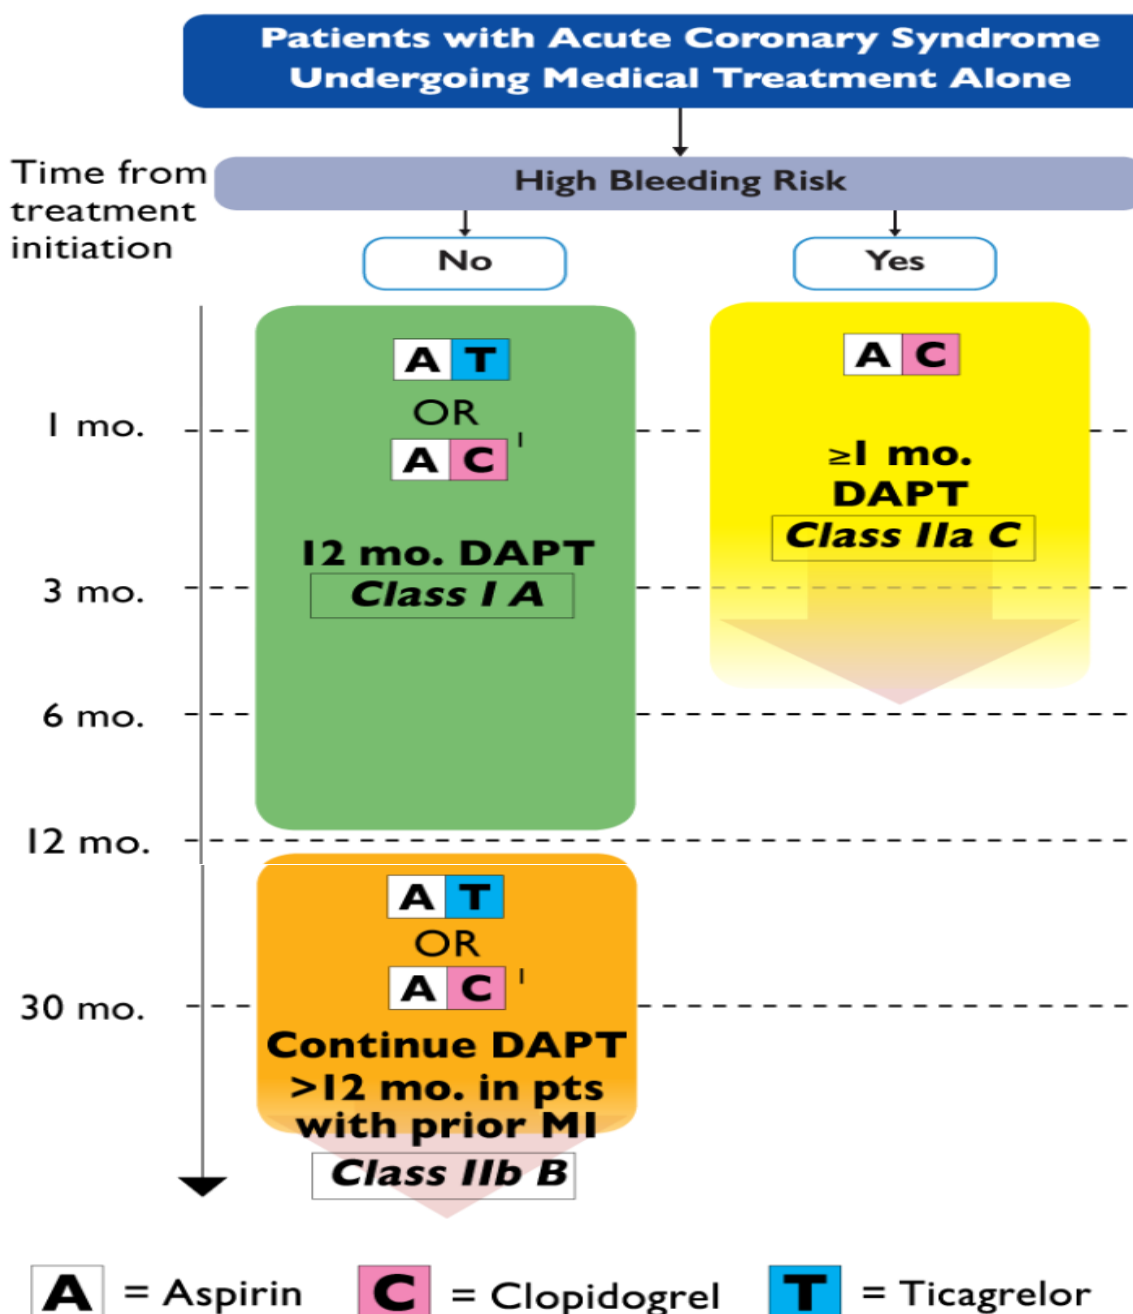 Patients with Acute Coronary Syndrome
Undergoing Medical Treatment Alone
Time from
treatment
initiation
High Bleeding Risk
No
Yes
A T
OR
A C 1
12 mo. DAPT
Class I A
A C
≥1 mo.
DAPT
Class IIa C
1 mo.
3 mo.
6 mo.
12 mo.
30 mo.
A T
OR
A C 1
Continue DAPT
>12 mo. in pts
with prior MI
Class IIb B
A = Aspirin C = Clopidogrel T = Ticagrelor